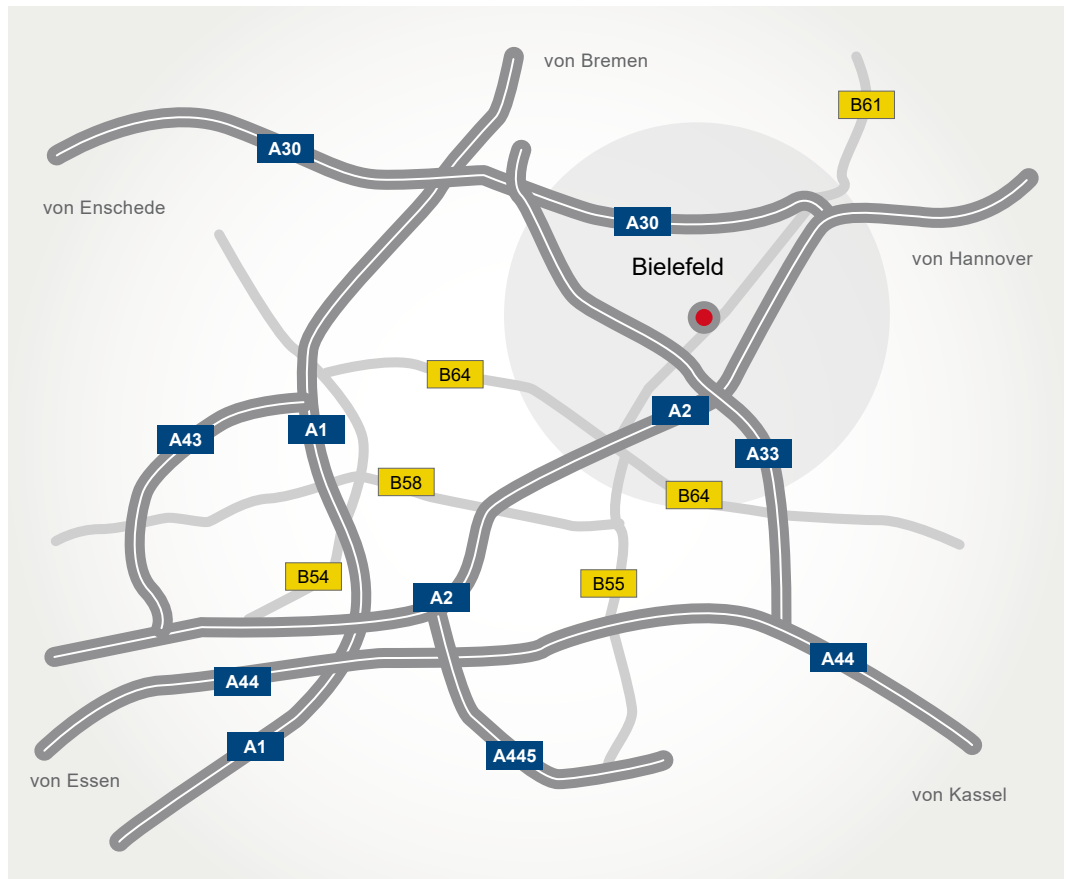 von Bremen
B61
A30
von Enschede
A30
von Hannover
Bielefeld
B64
A2
A1
A43
A33
B58
B64
B54
B55
A2
A44
A44
A1
A445
von Essen
von Kassel